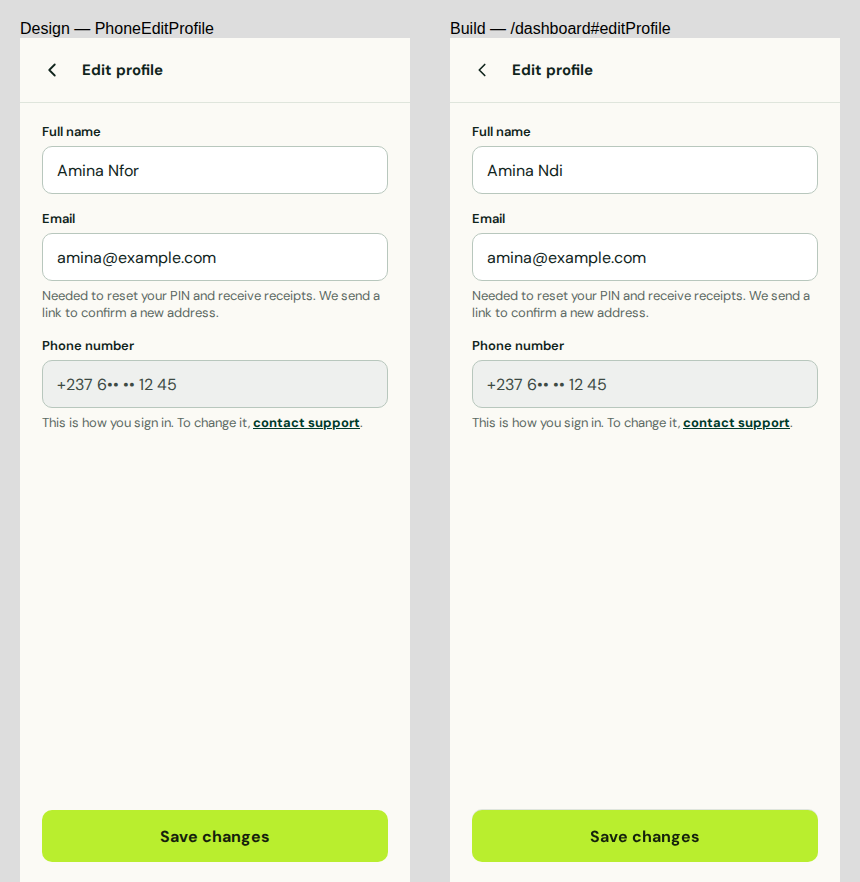 Design — PhoneEditProfile
Edit profile
Full name
Amina Nfor
Email
amina@example.com
Needed to reset your PIN and receive receipts. We send a
link to confirm a new address.
Phone number
+237 6•• •• 12 45
This is how you sign in. To change it, contact support.
Save changes
Build — /dashboard#editProfile
Edit profile
Full name
Amina Ndi
Email
amina@example.com
Needed to reset your PIN and receive receipts. We send a
link to confirm a new address.
Phone number
+237 6•• •• 12 45
This is how you sign in. To change it, contact support.
Save changes